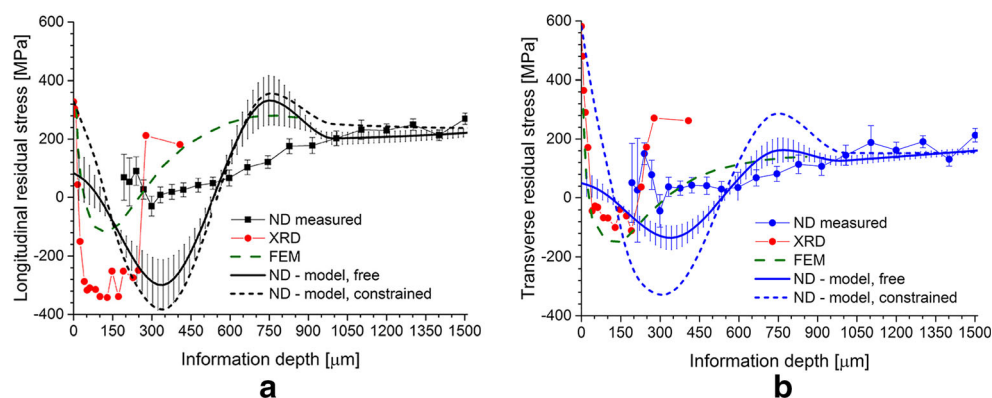 600
400
200
0
-200
-400
Longitudinal residual stress [MPa]
ND measured
XRD
FEM
ND - model, free
ND - model, constrained
0 150 300 450 600 750 900 1050 1200 1350 1500
Information depth [μm]
a
600
400
200
0
-200
-400
Transverse residual stress [MPa]
ND measured
XRD
FEM
ND - model, free
ND - model, constrained
0 150 300 450 600 750 900 1050 1200 1350 1500
Information depth [μm]
b